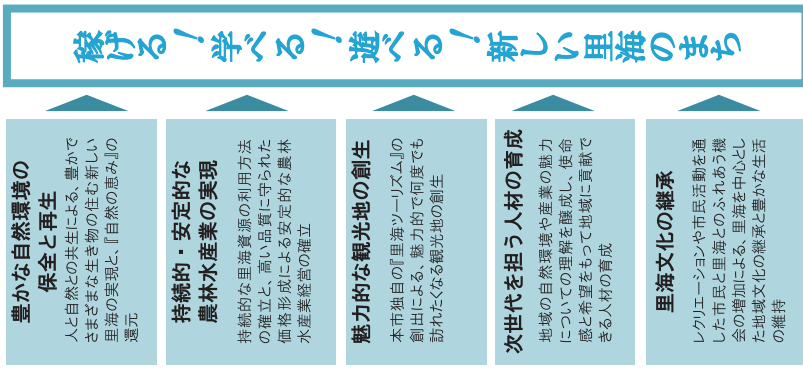 稼げる！学べる！遊べる！新しい里海のまち
豊かな自然環境の
保全と再生
人と自然との共生による、豊かで
さまざまな生き物の住む新しい
里海の実現と、『自然の恵み』の
還元
持続的・安定的な
農林水産業の実現
持続的な里海資源の利用方法
の確立と、高い品質に守られた
価格形成による安定的な農林
水産業経営の確立
魅力的な観光地の創生
本市独自の『里海ツーリズム』の
創出による、魅力的で何度でも
訪れたくなる観光地の創生
次世代を担う人材の育成
地域の自然環境や産業の魅力
についての理解を醸成し、使命
感と希望をもって地域に貢献で
きる人材の育成
里海文化の継承
レクリエーションや市民活動を通
した市民と里海とのふれあう機
会の増加による、里海を中心とし
た地域文化の継承と豊かな生活
の維持